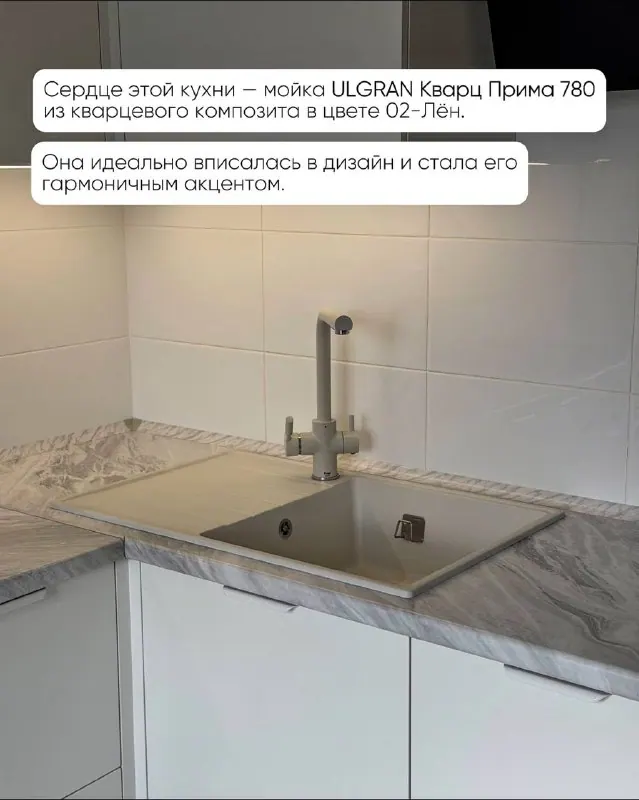 Сердце этой кухни — мойка ULGRAN Кварц Прима 780
из кварцевого композита в цвете 02-Лён.
Она идеально вписалась в дизайн и стала его
гармоничным акцентом.